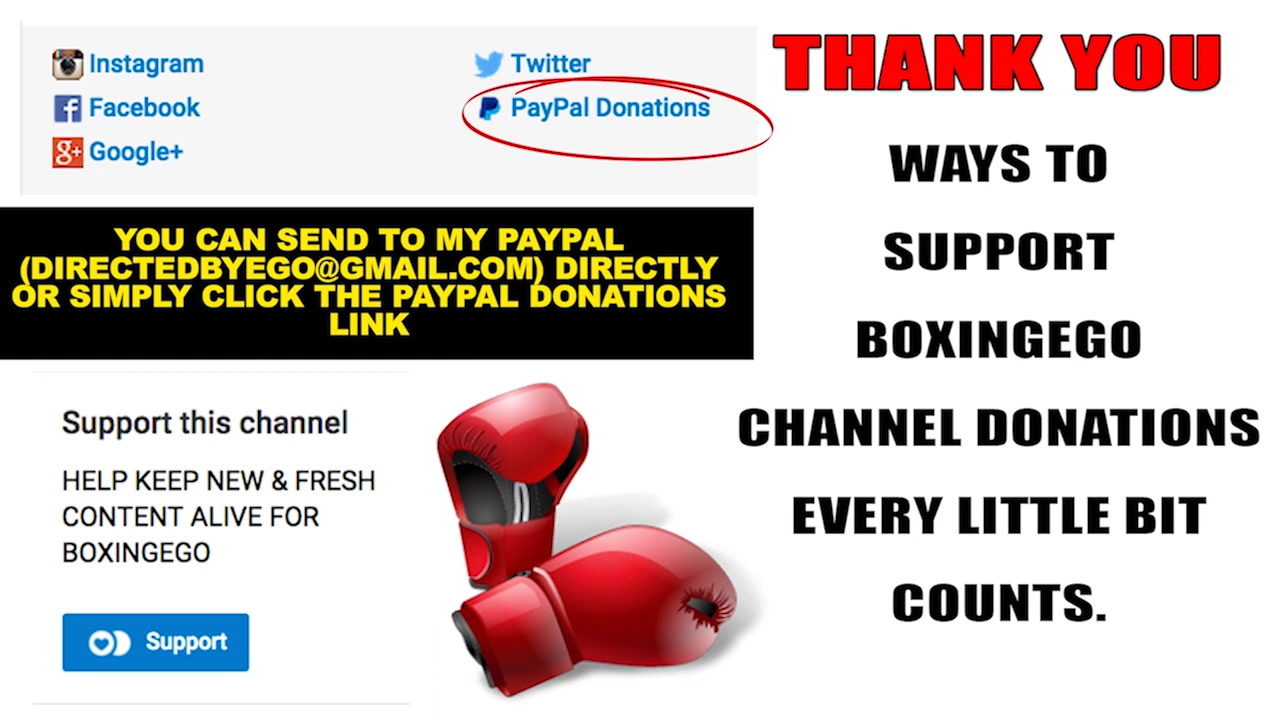 Instagram
Twitter
Facebook
PayPal Donations
Google+
YOU CAN SEND TO MY PAYPAL
(DIRECTEDBYEGO@GMAIL.COM) DIRECTLY
OR SIMPLY CLICK THE PAYPAL DONATIONS
LINK
Support this channel
HELP KEEP NEW & FRESH
CONTENT ALIVE FOR
BOXINGEGO
Support
THANK YOU
WAYS TO
SUPPORT
BOXINGEGO
CHANNEL DONATIONS
EVERY LITTLE BIT
COUNTS.